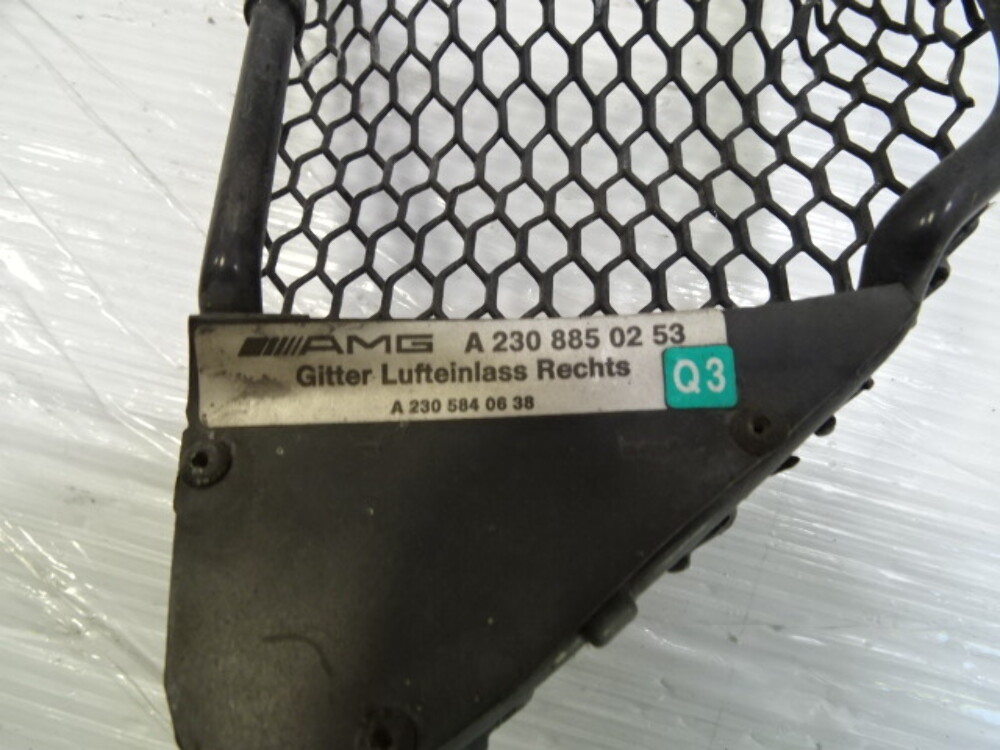 AMG A 230 885 02 53
Gitter Lufteinlass Rechts
Q3
A 230 584 06 38